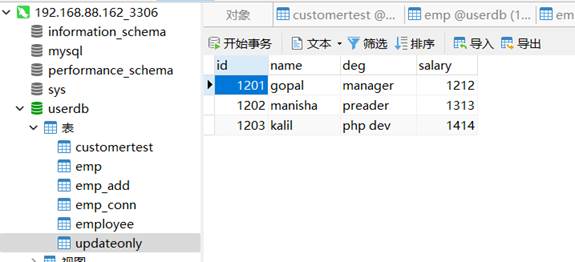 192.168.88.162_3306
information_schema
mysql
performance_schema
sys
userdb
表
customertest
emp
emp_add
emp_conn
employee
updateonly
视图
对象 customertest @... emp @userdb (1... em
开始事务 文本 筛选 排序 导入 导出
id name deg salary
1201 gopal manager 1212
1202 manisha preader 1313
1203 kalil php dev 1414